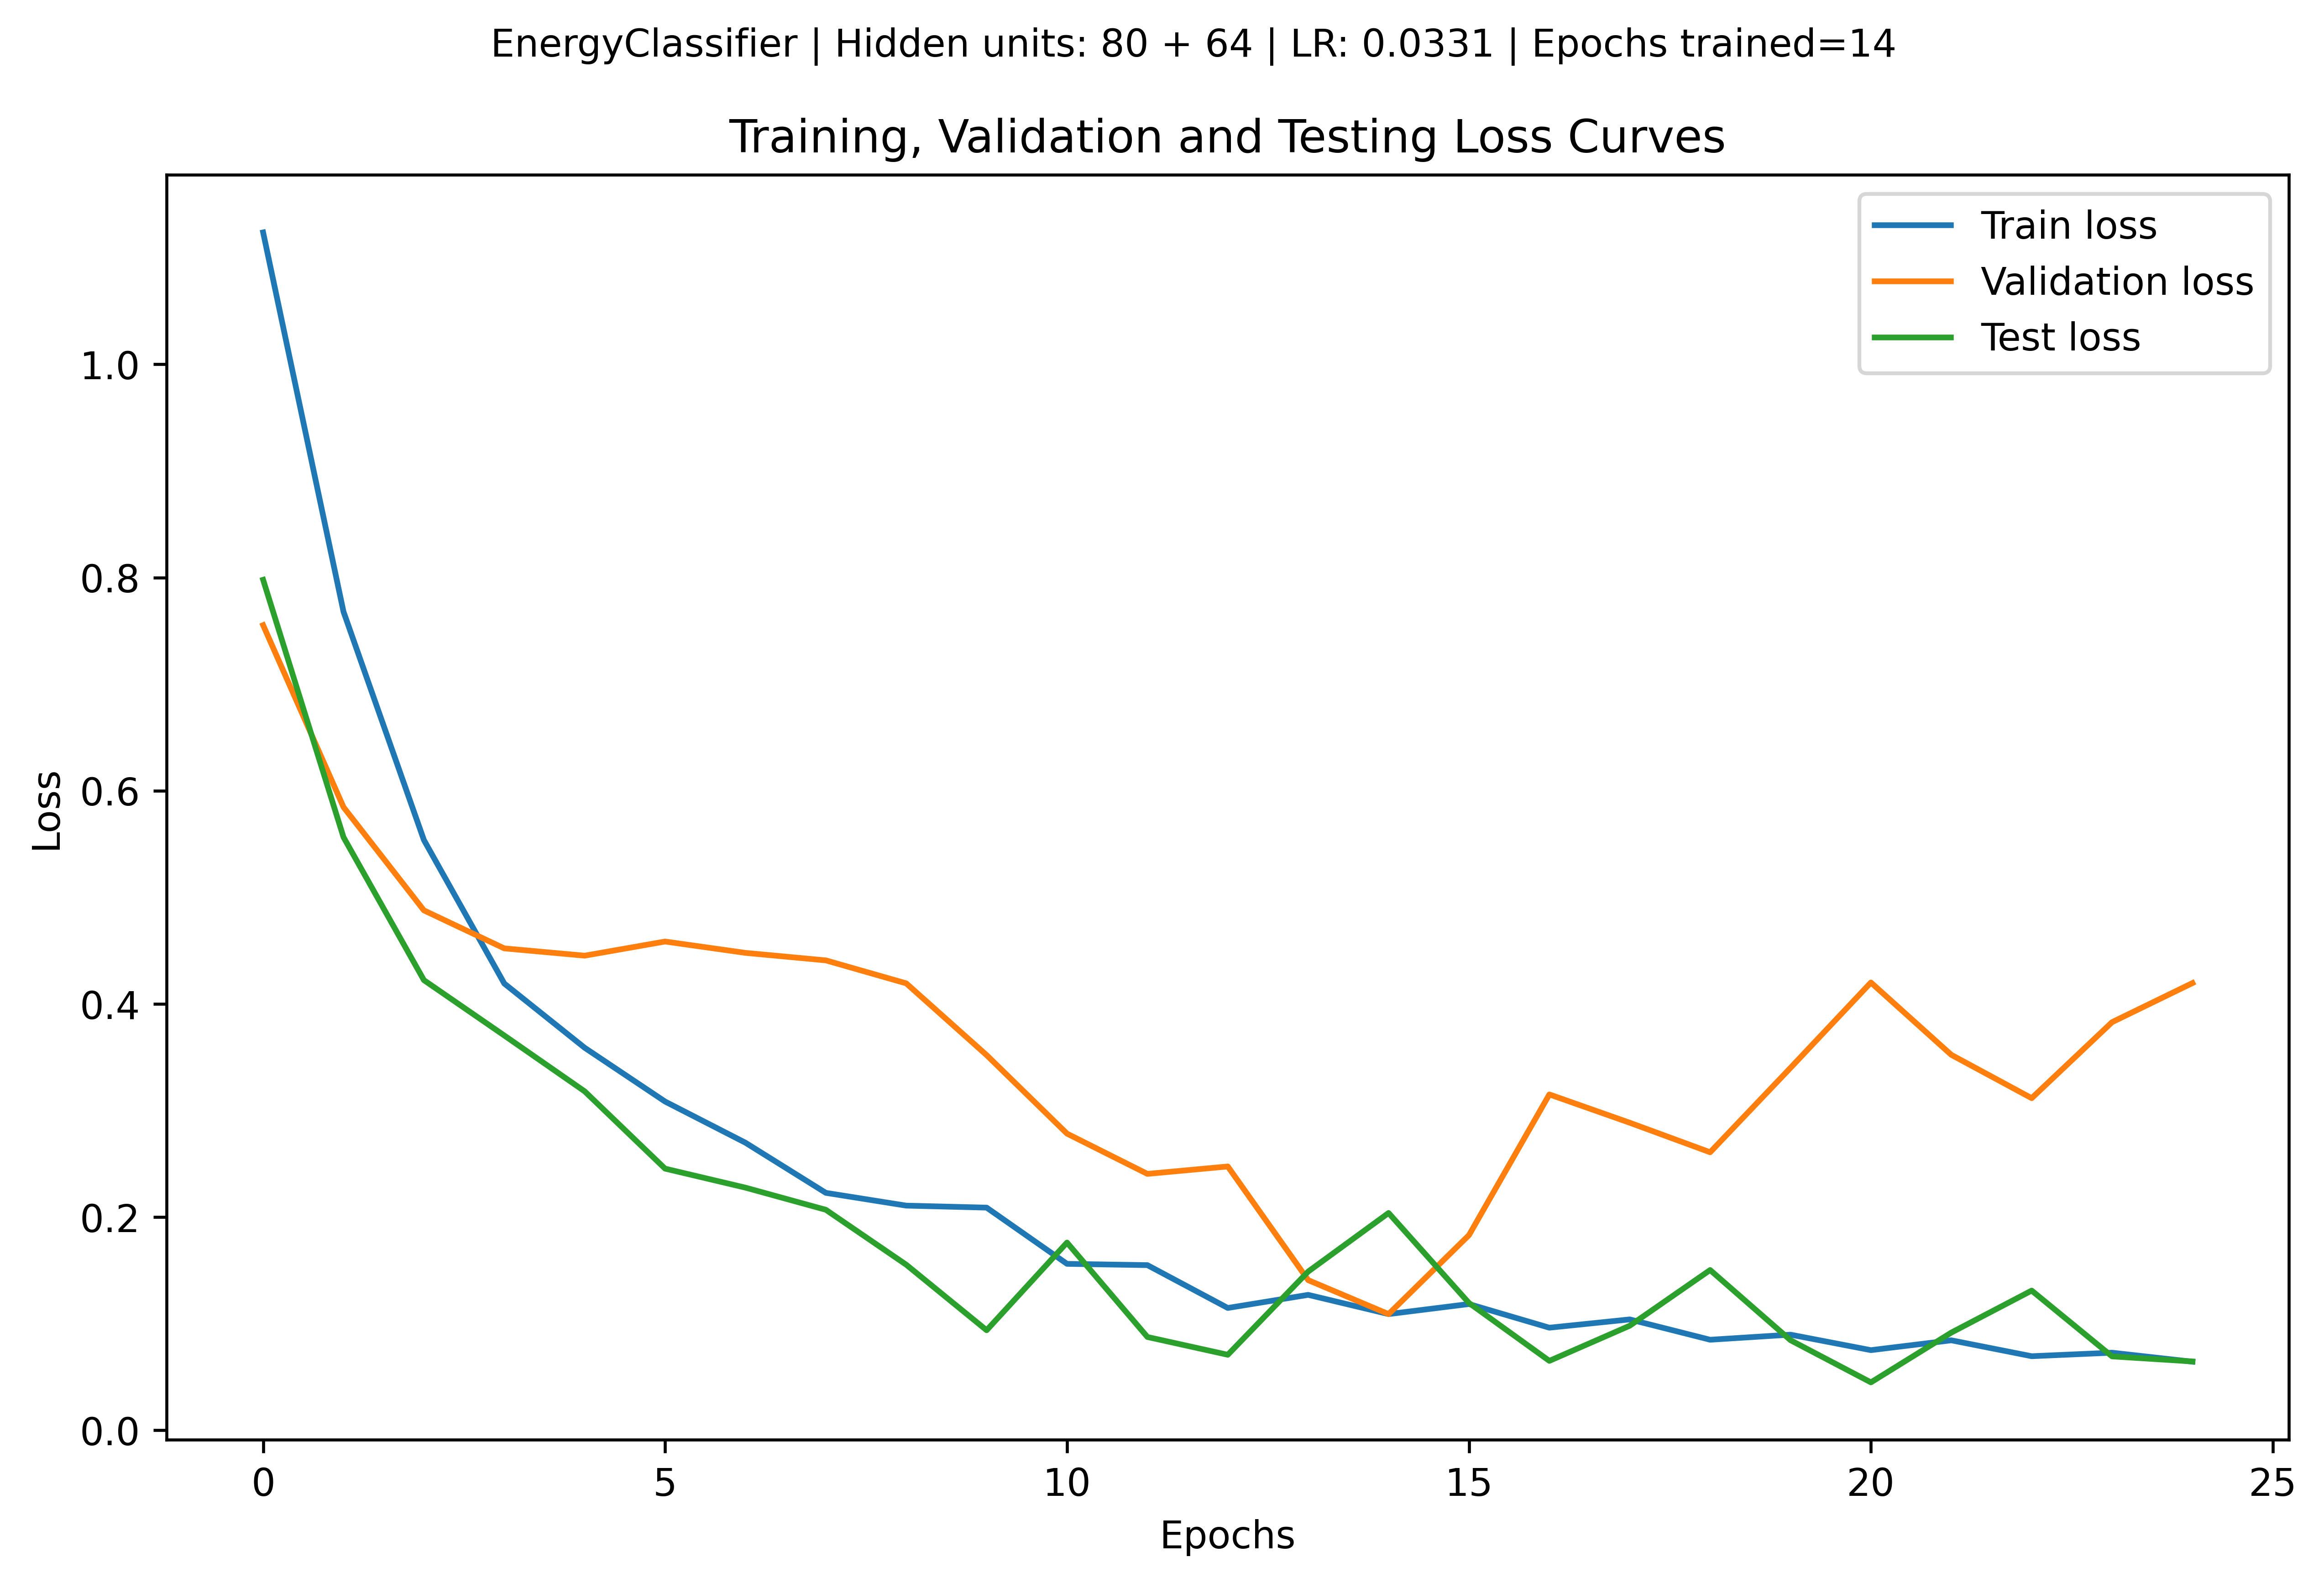 EnergyClassifier | Hidden units: 80 + 64 | LR: 0.0331 | Epochs trained=14
Training, Validation and Testing Loss Curves
Train loss
Validation loss
Test loss
1.0
0.8
0.6
0.4
0.2
0.0
Loss
0 5 10 15 20 25
Epochs